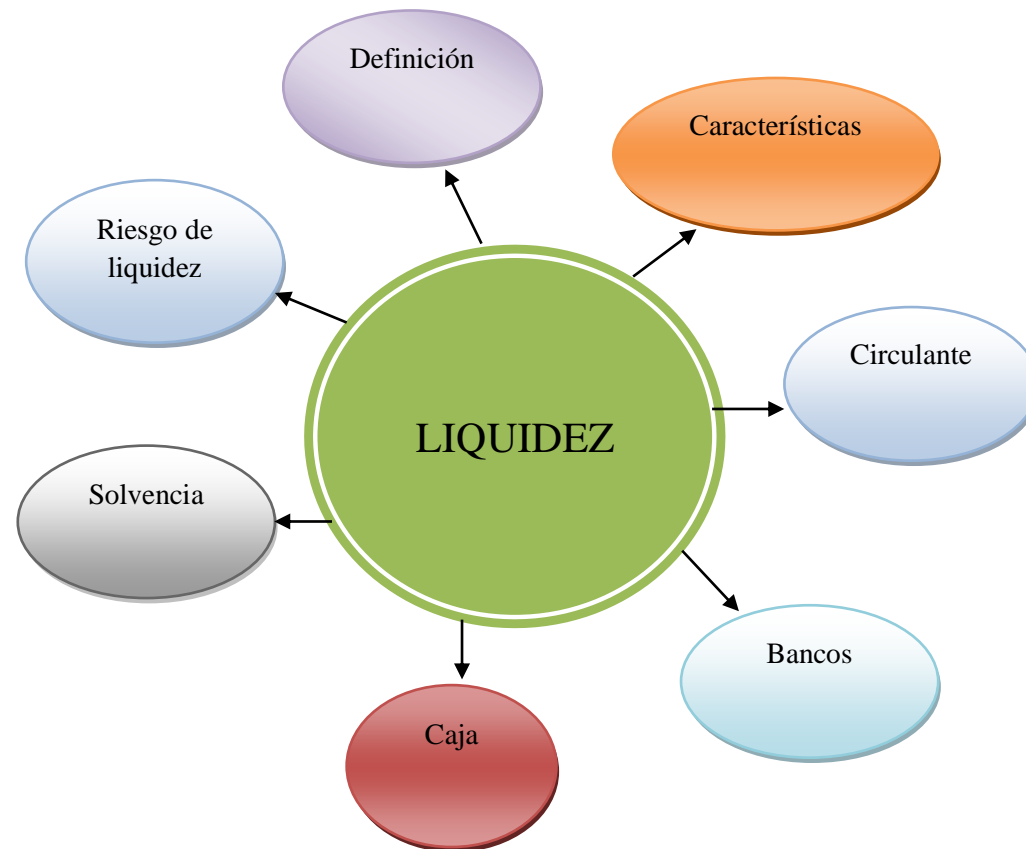 Definición
Características
Riesgo de
liquidez
Circulante
LIQUIDEZ
Solvencia
Bancos
Caja